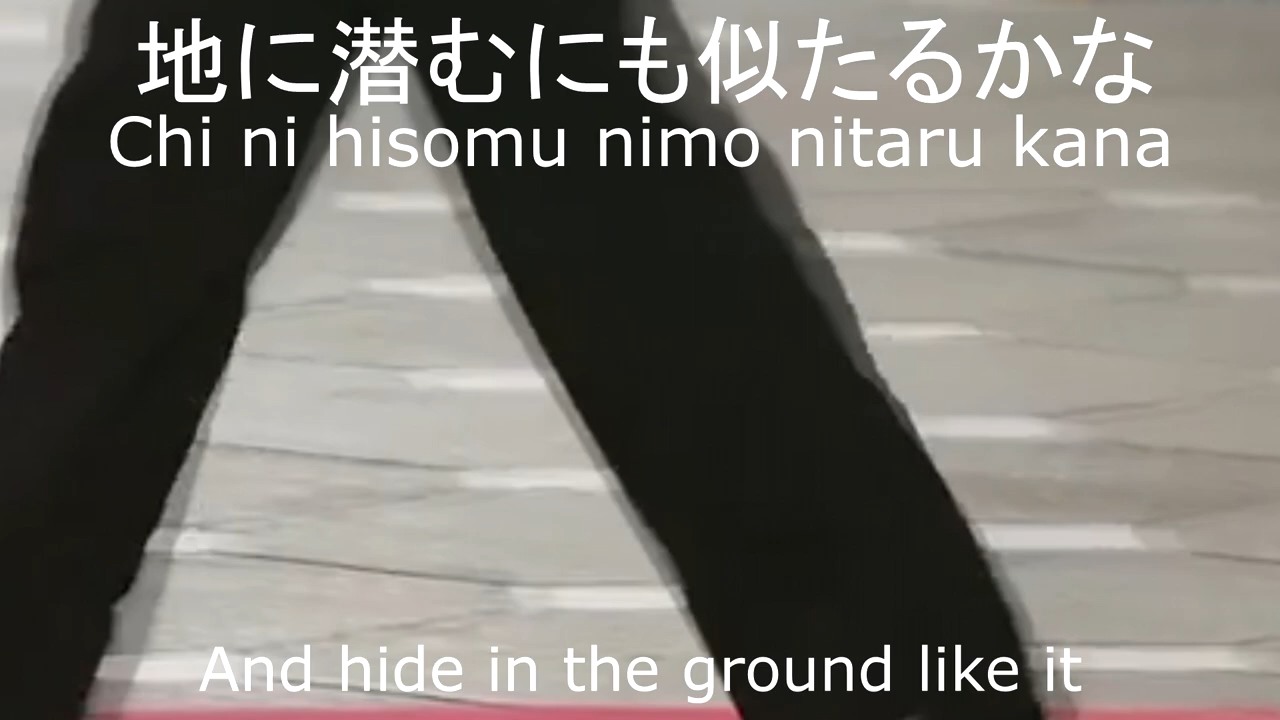 地に潜むにも似たるかな
Chi ni hisomu nimo nitaru kana
And hide in the ground like it